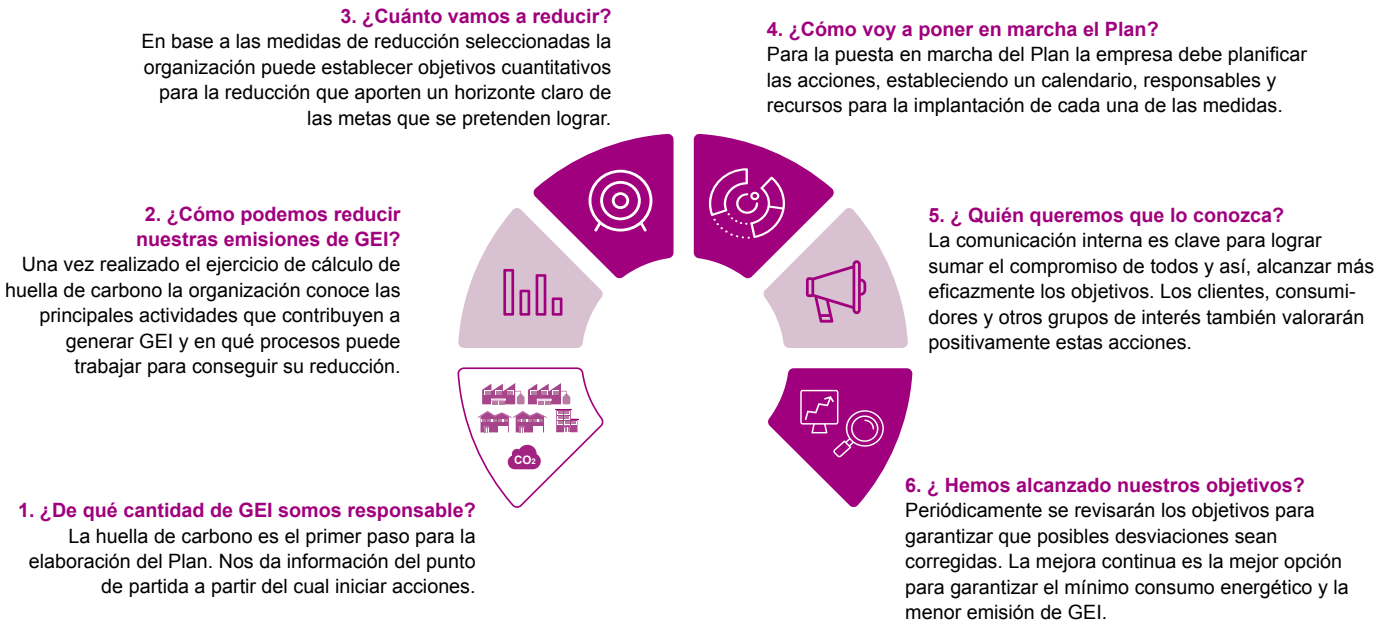 3. ¿Cuánto vamos a reducir?
En base a las medidas de reducción seleccionadas la
organización puede establecer objetivos cuantitativos
para la reducción que aporten un horizonte claro de
las metas que se pretenden lograr.
4. ¿Cómo voy a poner en marcha el Plan?
Para la puesta en marcha del Plan la empresa debe planificar
las acciones, estableciendo un calendario, responsables y
recursos para la implantación de cada una de las medidas.
2. ¿Cómo podemos reducir
nuestras emisiones de GEI?
Una vez realizado el ejercicio de cálculo de
huella de carbono la organización conoce las
principales actividades que contribuyen a
generar GEI y en qué procesos puede
trabajar para conseguir su reducción.
5. ¿ Quién queremos que lo conozca?
La comunicación interna es clave para lograr
sumar el compromiso de todos y así, alcanzar más
eficazmente los objetivos. Los clientes, consumi-
dores y otros grupos de interés también valorarán
positivamente estas acciones.
CO2
1. ¿De qué cantidad de GEI somos responsable?
La huella de carbono es el primer paso para la
elaboración del Plan. Nos da información del punto
de partida a partir del cual iniciar acciones.
6. ¿ Hemos alcanzado nuestros objetivos?
Periódicamente se revisarán los objetivos para
garantizar que posibles desviaciones sean
corregidas. La mejora continua es la mejor opción
para garantizar el mínimo consumo energético y la
menor emisión de GEI.